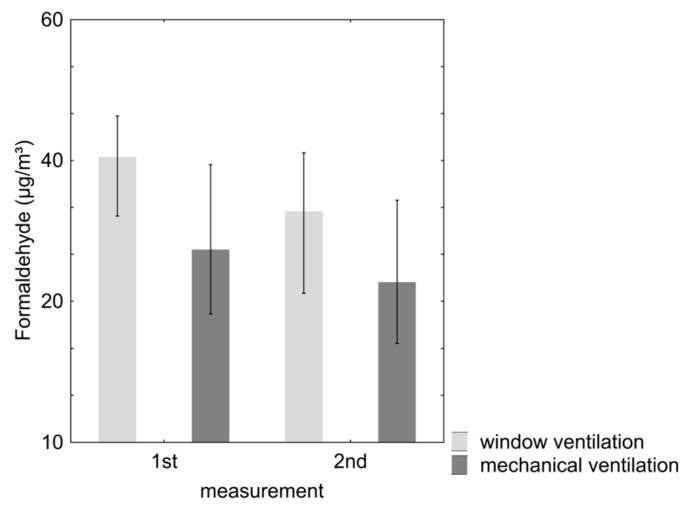 60
40
20
10
Formaldehyde (µg/m³)
1st
2nd
measurement
window ventilation
mechanical ventilation